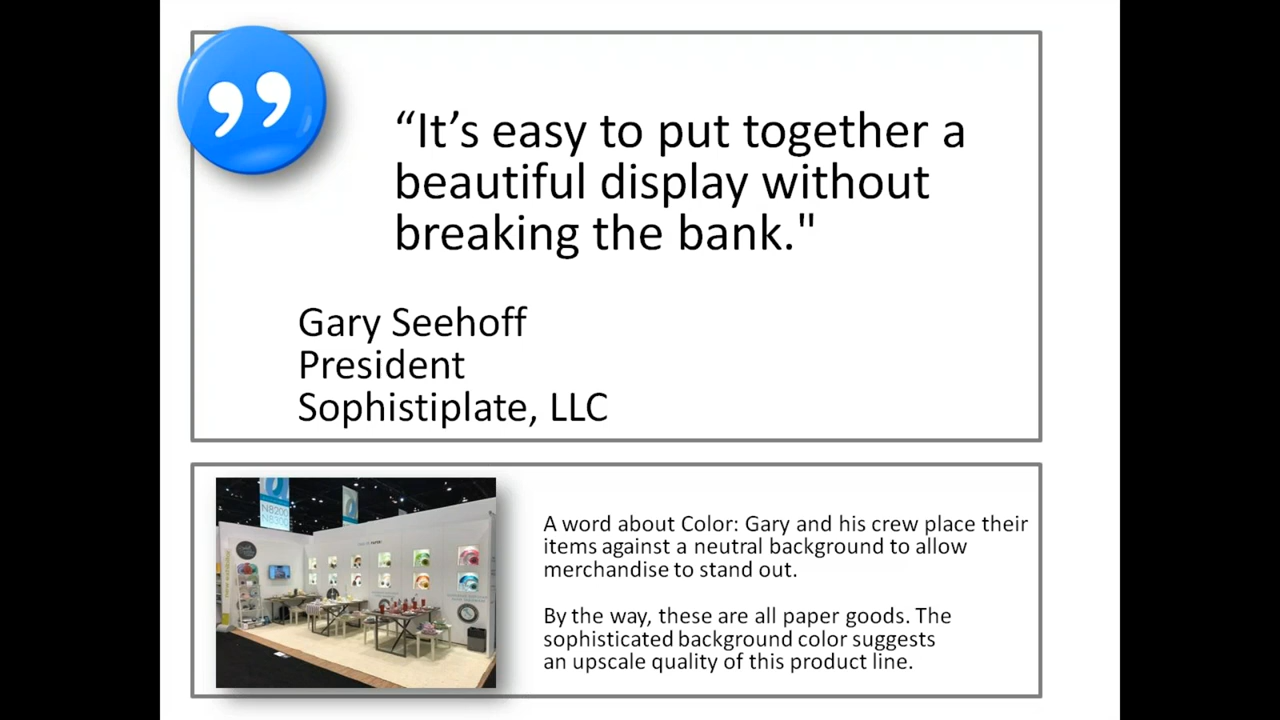 “It’s easy to put together a
beautiful display without
breaking the bank."
Gary Seehoff
President
Sophistiplate, LLC
N8200
N8300
A word about Color: Gary and his crew place their
items against a neutral background to allow
merchandise to stand out.
By the way, these are all paper goods. The
sophisticated background color suggests
an upscale quality of this product line.